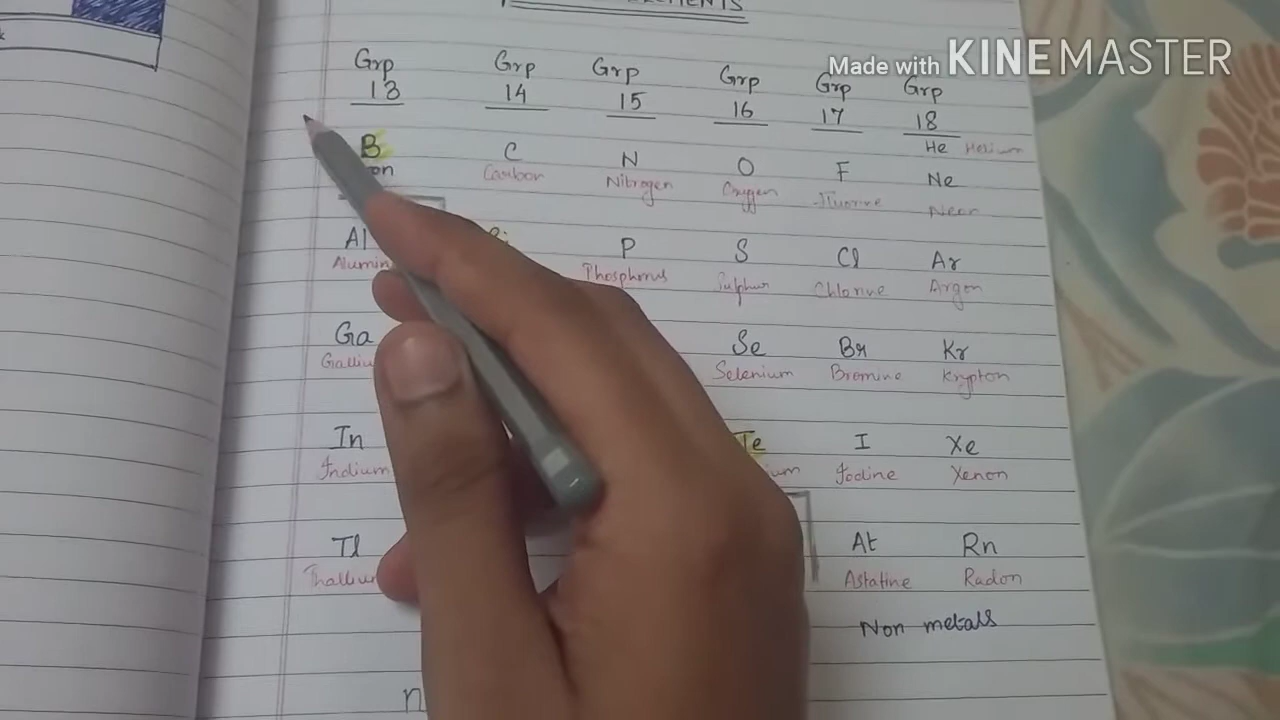 ELEMENTS
Made with KINEMASTER
Grp Grp Grp Grp Grp Grp
13 14 15 16 17 18
He Helium
B C N O F Ne
Carbon Nitrogen Oxygen Fluorine Neon
Al P S Cl Ar
Phosphorus Sulphur Chlorine Argon
Ga Se Br Kr
Selenium Bromine Krypton
In Te I Xe
Indium Iodine Xenon
Tl At Rn
Astatine Radon
Non metals